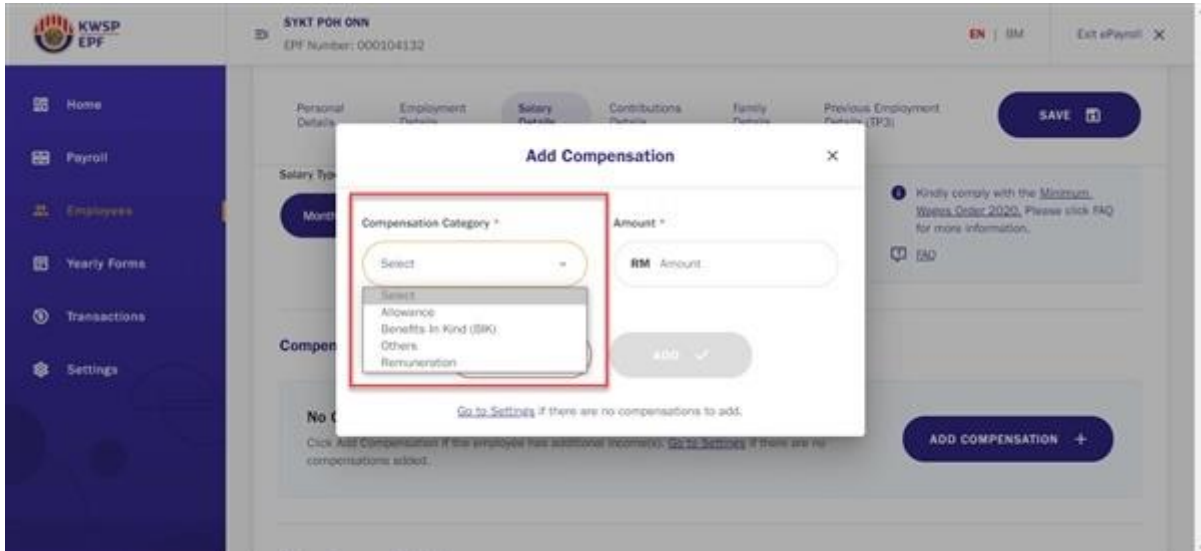 KWSP
EPF
SYKT POH ONN
EPF Number: 000104132
EN | BM
Exit ePayroll
Home
Payroll
Employees
Yearly Forms
Transactions
Settings
Personal Details
Employment Details
Salary Details
Contributions Details
Family Details
Previous Employment Details (TP3)
SAVE
Salary Typ
Month
Kindly comply with the Minimum
Wages Order 2020. Please click FAQ
for more information.
FAQ
Add Compensation
Compensation Category *
Amount *
Select
RM Amount
Select
Allowance
Benefits In Kind (BIK)
Others
Remuneration
ADD
Go to Settings if there are no compensations to add.
Compen
No C
Click Add Compensation if the employee has additional income(s). Go to Settings if there are no
compensations added.
ADD COMPENSATION +